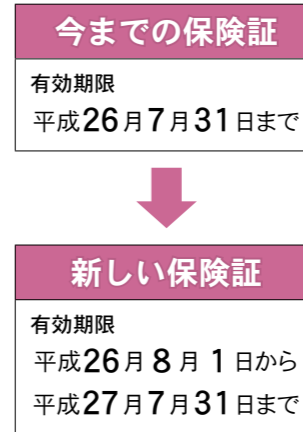 今までの保険証
有効期限
平成26月7月31日まで
新しい保険証
有効期限
平成26月8月1日から
平成27月7月31日まで